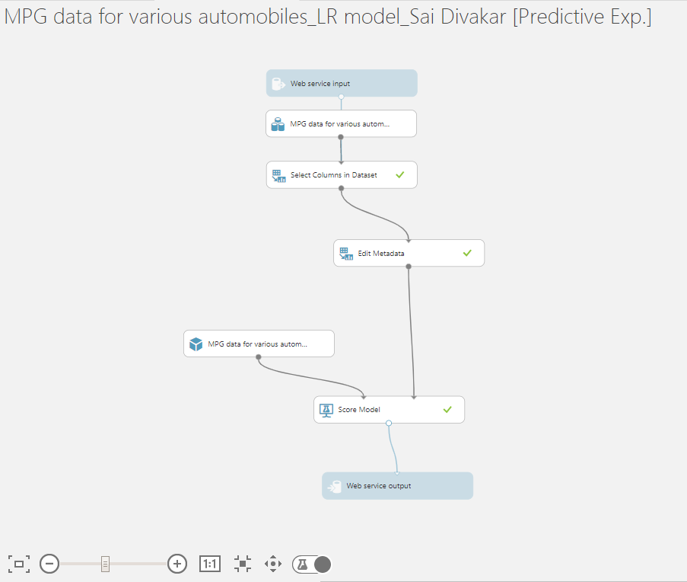 MPG data for various automobiles_LR model_Sai Divakar [Predictive Exp.]
Web service input
MPG data for various autom...
Select Columns in Dataset
Edit Metadata
MPG data for various autom...
Score Model
Web service output
1:1